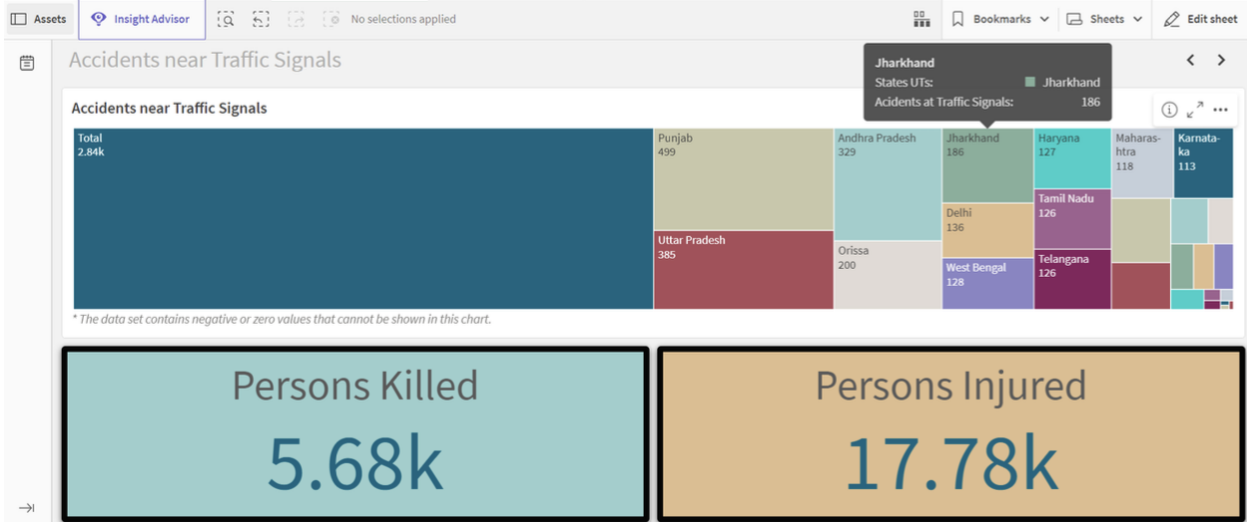 Assets
Insight Advisor
No selections applied
Bookmarks
Sheets
Edit sheet
Accidents near Traffic Signals
Jharkhand
States UTs: Jharkhand
Acidents at Traffic Signals: 186
Accidents near Traffic Signals
Total
2.84k
Punjab
499
Uttar Pradesh
385
Andhra Pradesh
329
Orissa
200
Jharkhand
186
Delhi
136
West Bengal
128
Haryana
127
Tamil Nadu
126
Telangana
126
Maharas-
htra
118
Karnata-
ka
113
* The data set contains negative or zero values that cannot be shown in this chart.
Persons Killed
5.68k
Persons Injured
17.78k